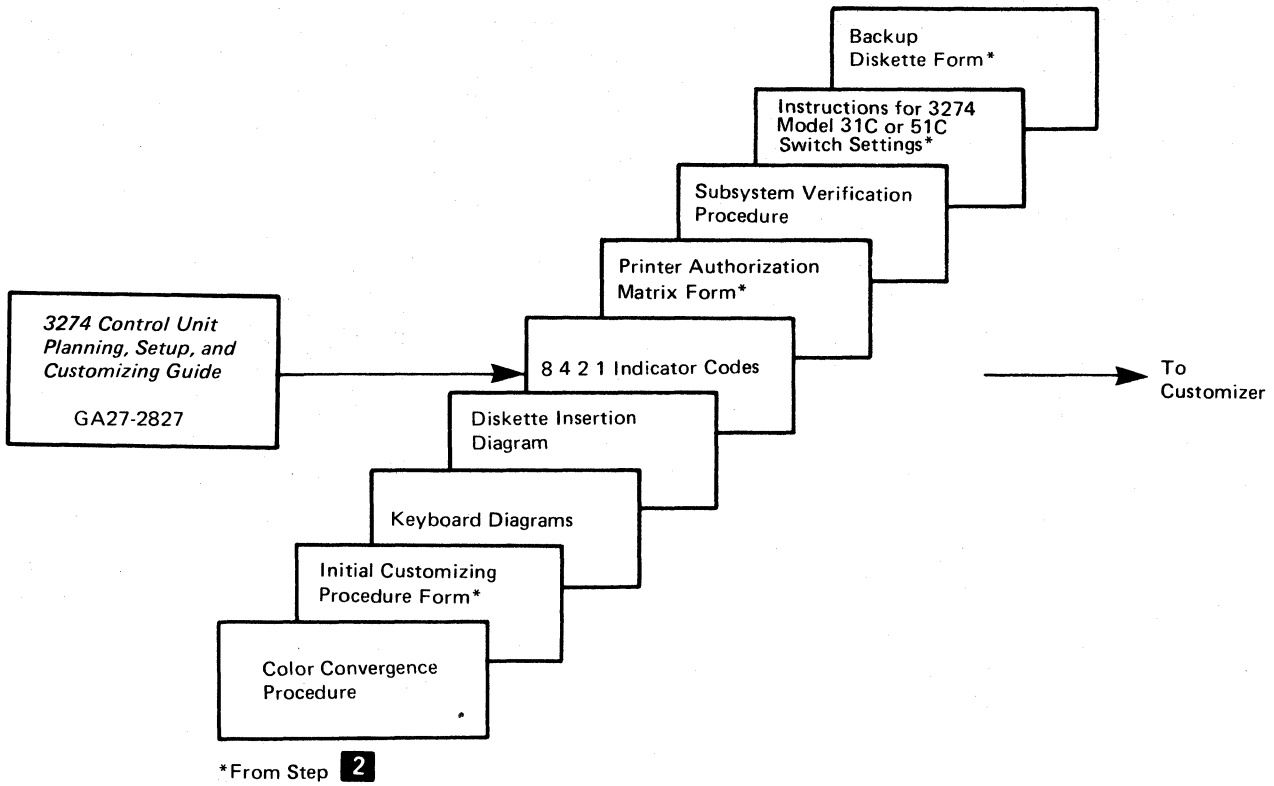 Backup
Diskette Form*
Instructions for 3274
Model 31C or 51C
Switch Settings*
Subsystem Verification
Procedure
Printer Authorization
Matrix Form*
3274 Control Unit
Planning, Setup, and
Customizing Guide
GA27-2827
8 4 2 1 Indicator Codes
To
Customizer
Diskette Insertion
Diagram
Keyboard Diagrams
Initial Customizing
Procedure Form*
Color Convergence
Procedure
*From Step 2